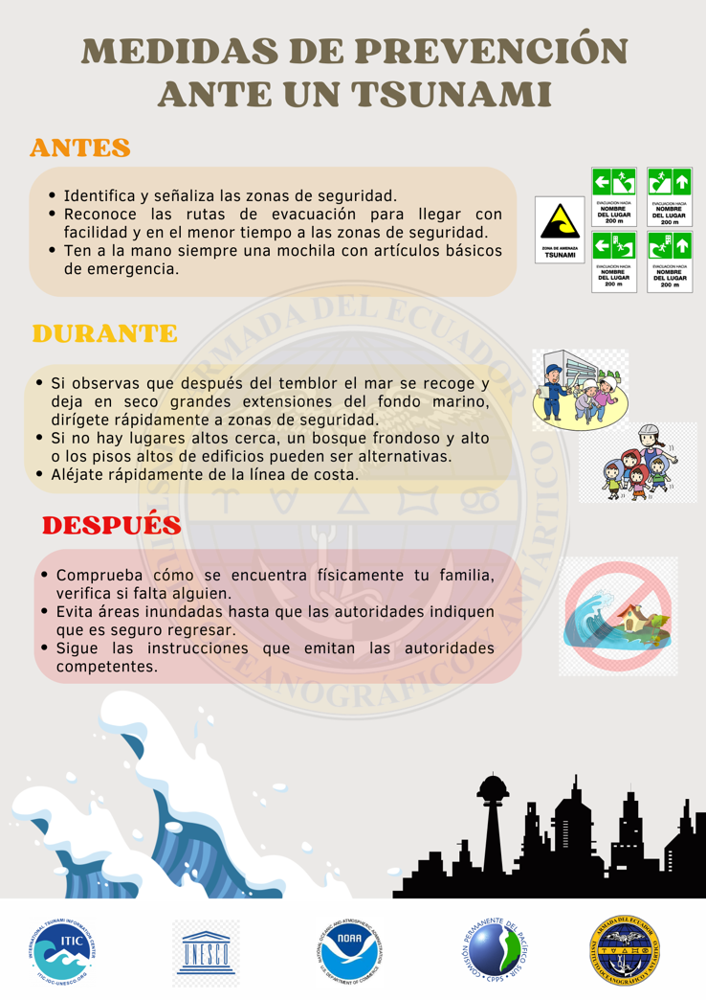 MEDIDAS DE PREVENCIÓN
ANTE UN TSUNAMI
ANTES
• Identifica y señaliza las zonas de seguridad.
• Reconoce las rutas de evacuación para llegar con
facilidad y en el menor tiempo a las zonas de seguridad.
• Ten a la mano siempre una mochila con artículos básicos
de emergencia.
ZONA DE AMENAZA
TSUNAMI
EVACUACIÓN HACIA
NOMBRE
DEL LUGAR
200 m
EVACUACIÓN HACIA
NOMBRE
DEL LUGAR
200 m
EVACUACIÓN HACIA
NOMBRE
DEL LUGAR
200 m
EVACUACIÓN HACIA
NOMBRE
DEL LUGAR
200 m
DURANTE
• Si observas que después del temblor el mar se recoge y
deja en seco grandes extensiones del fondo marino,
dirígete rápidamente a zonas de seguridad.
• Si no hay lugares altos cerca, un bosque frondoso y alto
o los pisos altos de edificios pueden ser alternativas.
• Aléjate rápidamente de la línea de costa.
DESPUÉS
• Comprueba cómo se encuentra físicamente tu familia,
verifica si falta alguien.
• Evita áreas inundadas hasta que las autoridades indiquen
que es seguro regresar.
• Sigue las instrucciones que emitan las autoridades
competentes.
ARMADA DEL ECUADOR
OCEANOGRÁFICO Y ANTÁRTICO
INTERNATIONAL TSUNAMI INFORMATION CENTER
ITIC
ITIC.IOC-UNESCO.ORG
UNESCO
NATIONAL OCEANIC AND ATMOSPHERIC ADMINISTRATION
NOAA
U.S. DEPARTMENT OF COMMERCE
COMISIÓN PERMANENTE DEL PACÍFICO SUR
• CPPS •
ARMADA DEL ECUADOR
INSTITUTO OCEANOGRÁFICO Y ANTÁRTICO